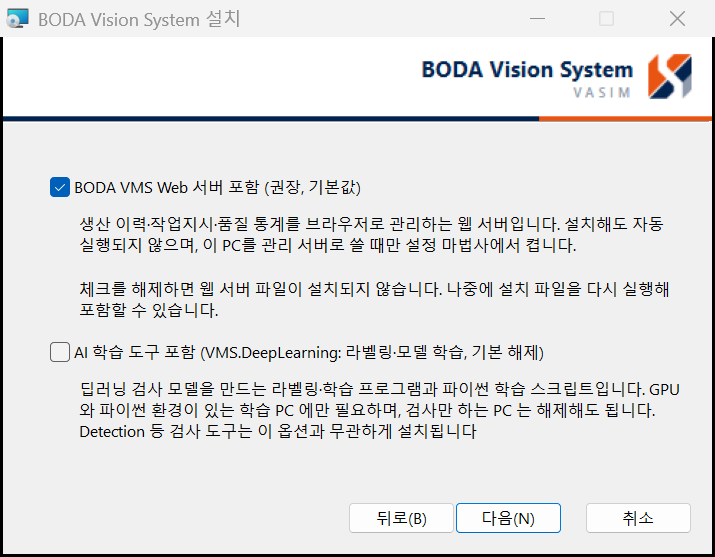 BODA Vision System 설치
BODA Vision System
VASIM
BODA VMS Web 서버 포함 (권장, 기본값)
생산 이력·작업지시·품질 통계를 브라우저로 관리하는 웹 서버입니다. 설치해도 자동
실행되지 않으며, 이 PC를 관리 서버로 쓸 때만 설정 마법사에서 켭니다.
체크를 해제하면 웹 서버 파일이 설치되지 않습니다. 나중에 설치 파일을 다시 실행해
포함할 수 있습니다.
AI 학습 도구 포함 (VMS.DeepLearning: 라벨링·모델 학습, 기본 해제)
딥러닝 검사 모델을 만드는 라벨링·학습 프로그램과 파이썬 학습 스크립트입니다. GPU
와 파이썬 환경이 있는 학습 PC 에만 필요하며, 검사만 하는 PC 는 해제해도 됩니다.
Detection 등 검사 도구는 이 옵션과 무관하게 설치됩니다
뒤로(B)
다음(N)
취소